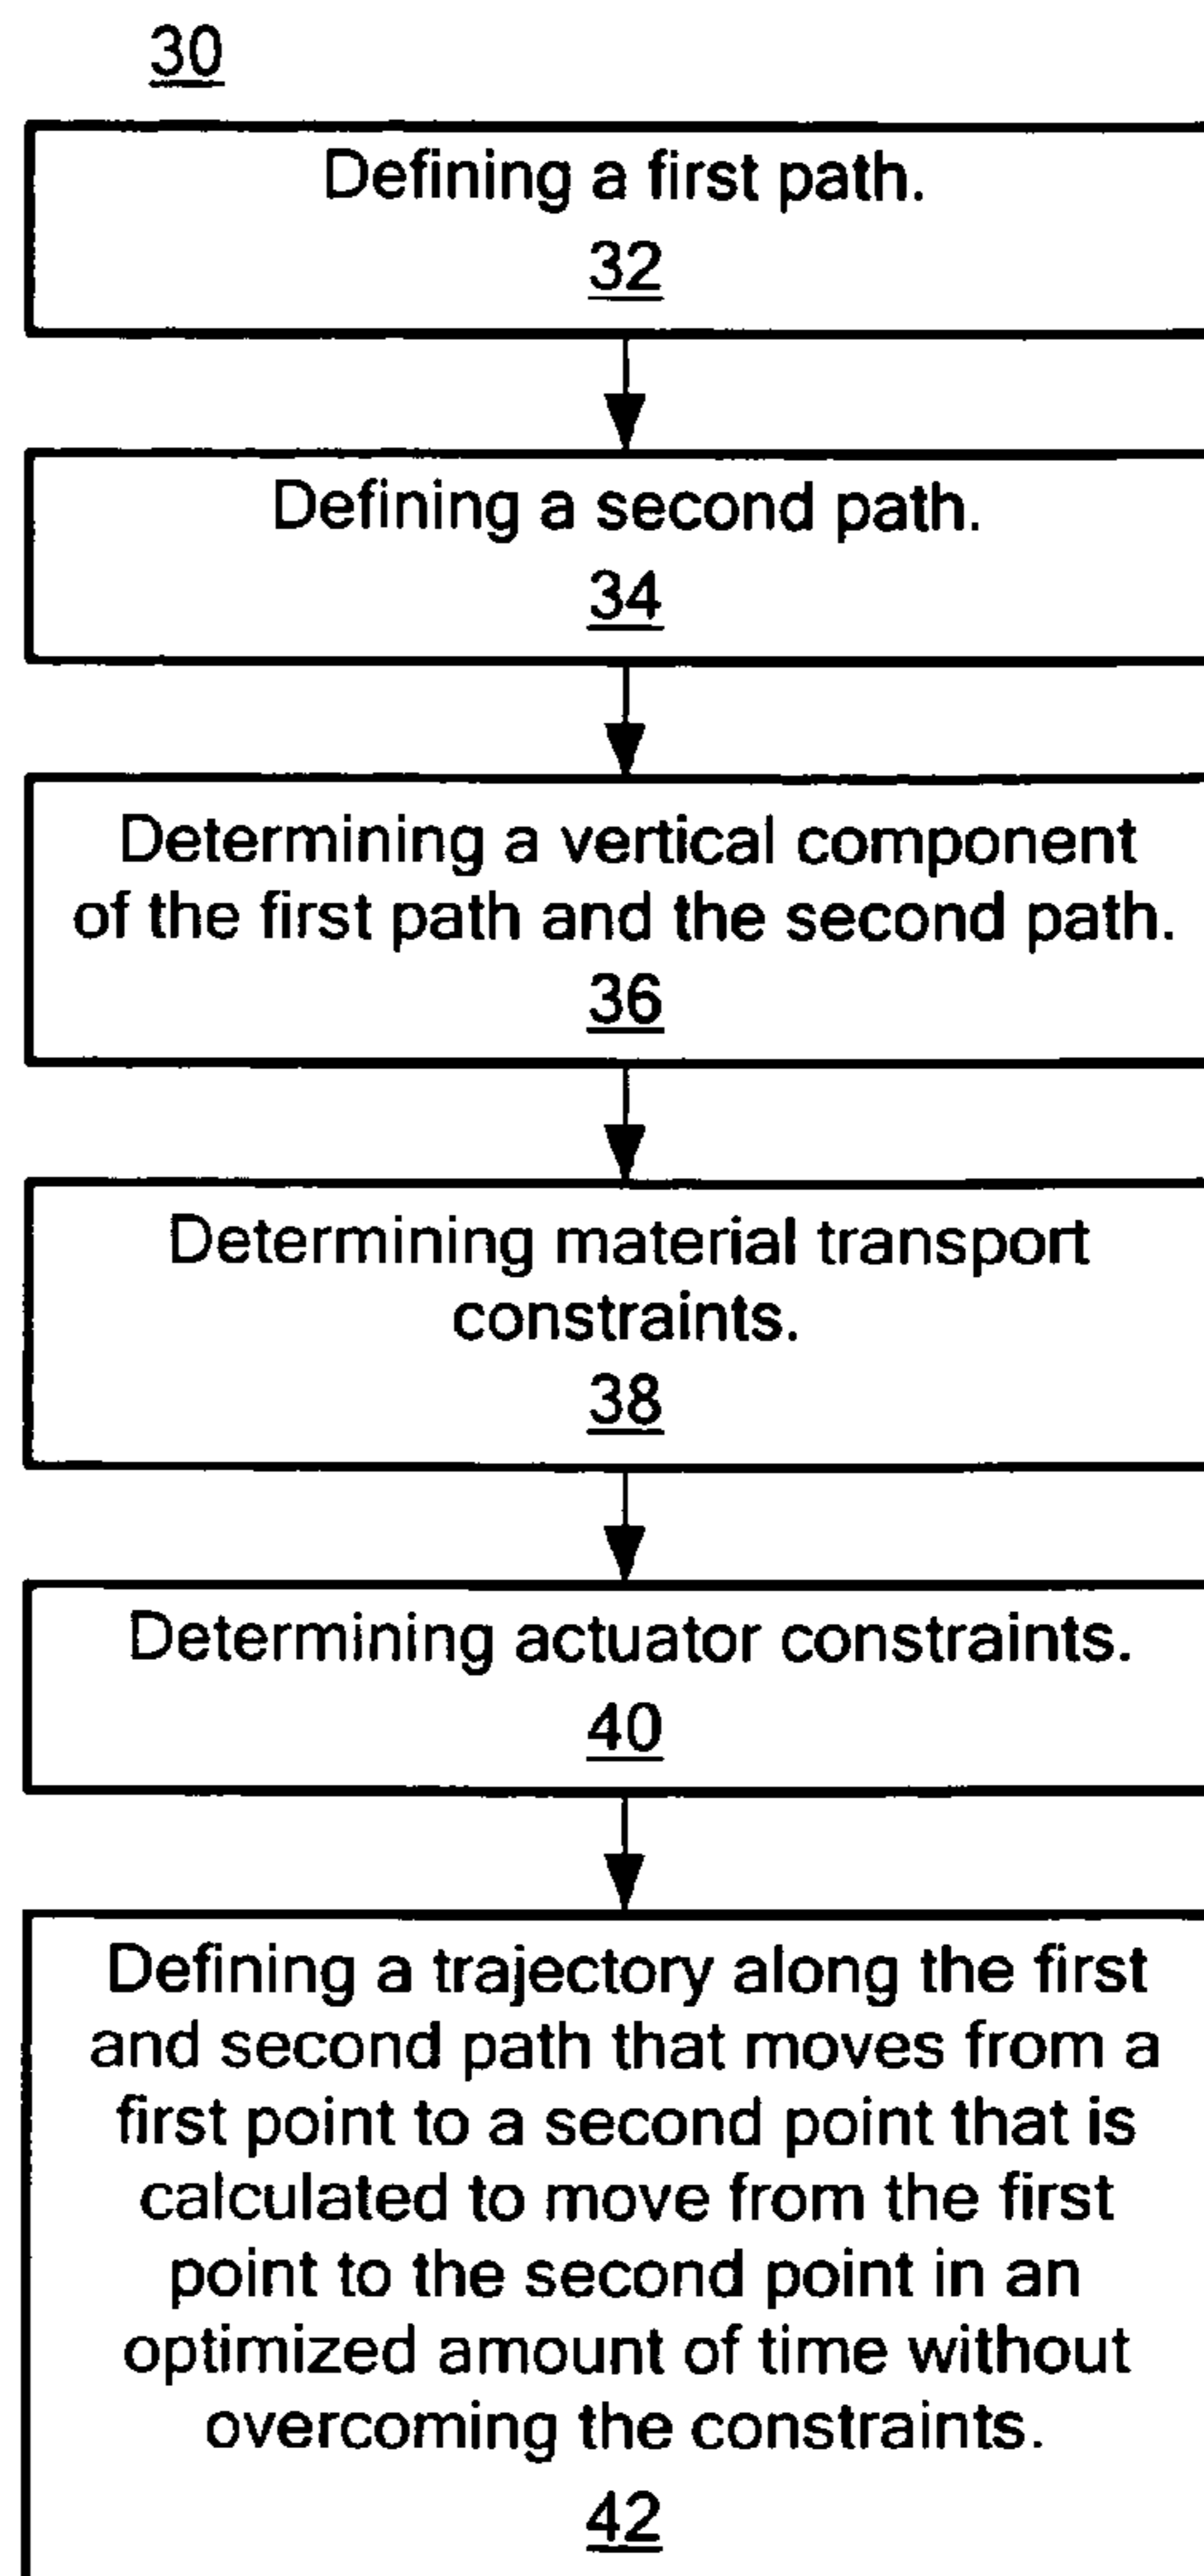 30
Defining a first path.
32
Defining a second path.
34
Determining a vertical component
of the first path and the second path.
36
Determining material transport
constraints.
38
Determining actuator constraints.
40
Defining a trajectory along the first
and second path that moves from a
first point to a second point that is
calculated to move from the first
point to the second point in an
optimized amount of time without
overcoming the constraints.
42